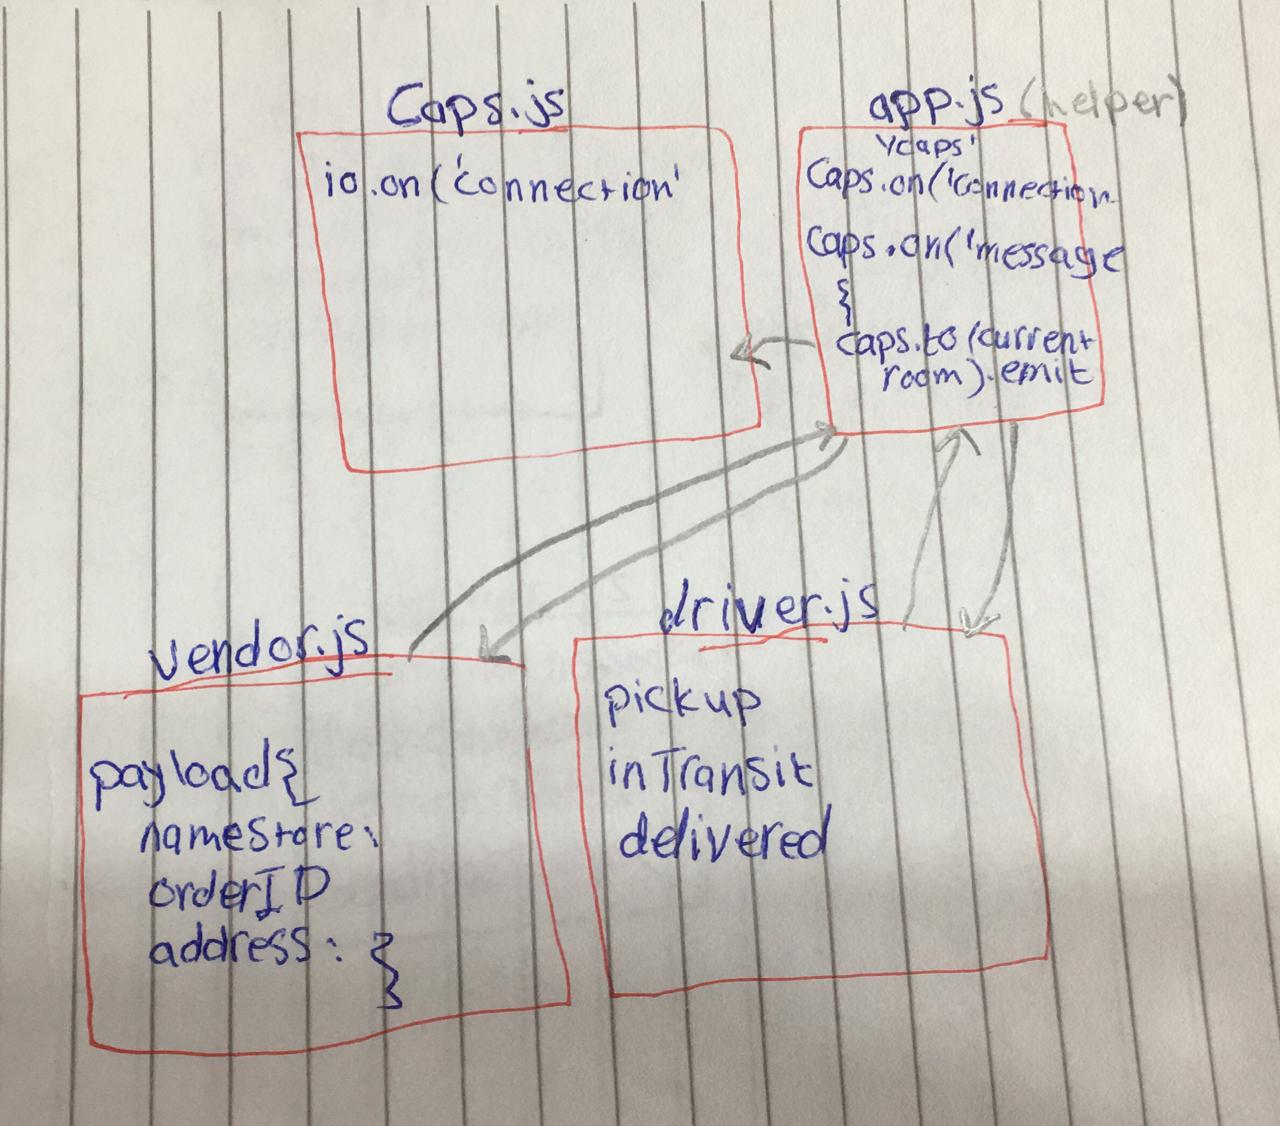 Caps.js
io.on('connection'
app.js (helper)
'/caps'
Caps.on('connection
Caps.on('message
{
caps.to(current
room).emit
vendor.js
payload{
nameStore:
orderID
address: }
driver.js
pickup
inTransit
delivered